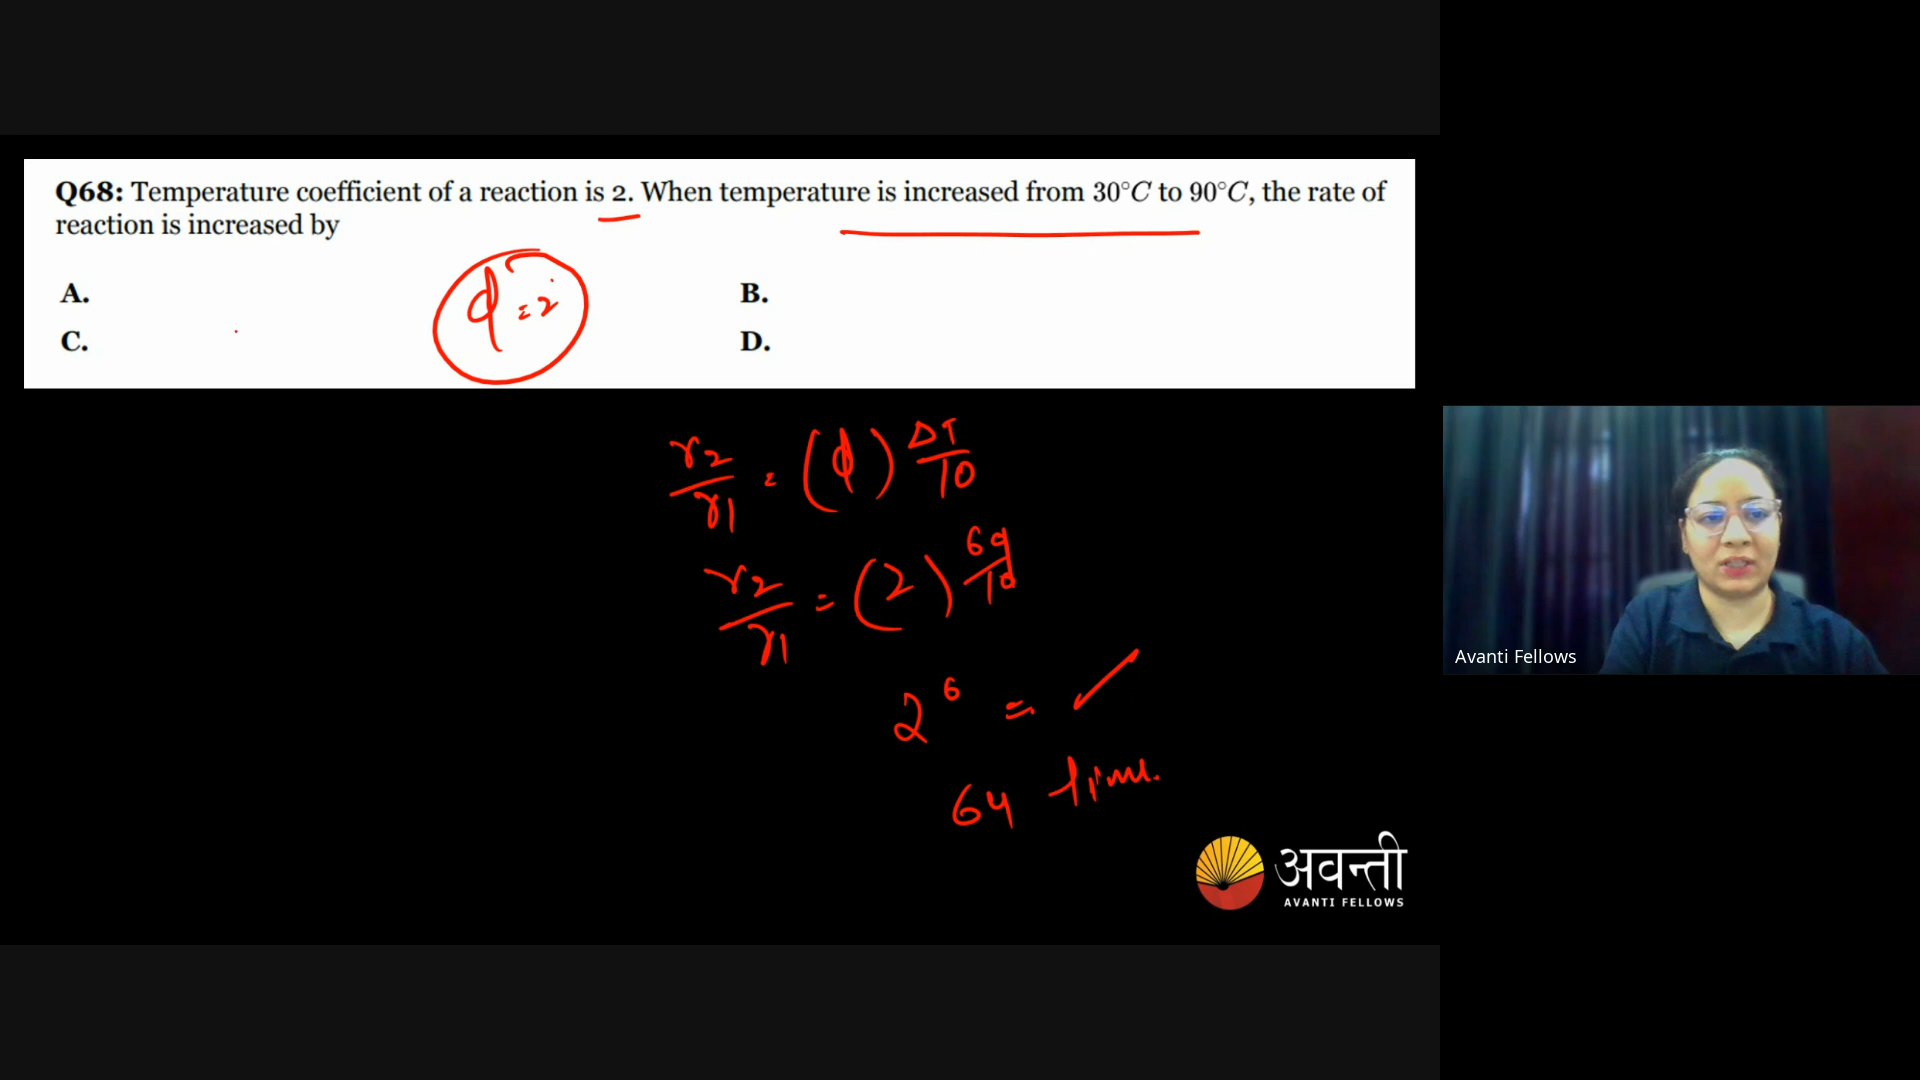 Q68: Temperature coefficient of a reaction is 2. When temperature is increased from 30°C to 90°C, the rate of
reaction is increased by
A.
B.
C.
D.
ϕ = 2
r2/r1 = (ϕ)^ΔT/10
r2/r1 = (2)^60/10
2^6 =
64 time.
Avanti Fellows
अवन्ती
AVANTI FELLOWS